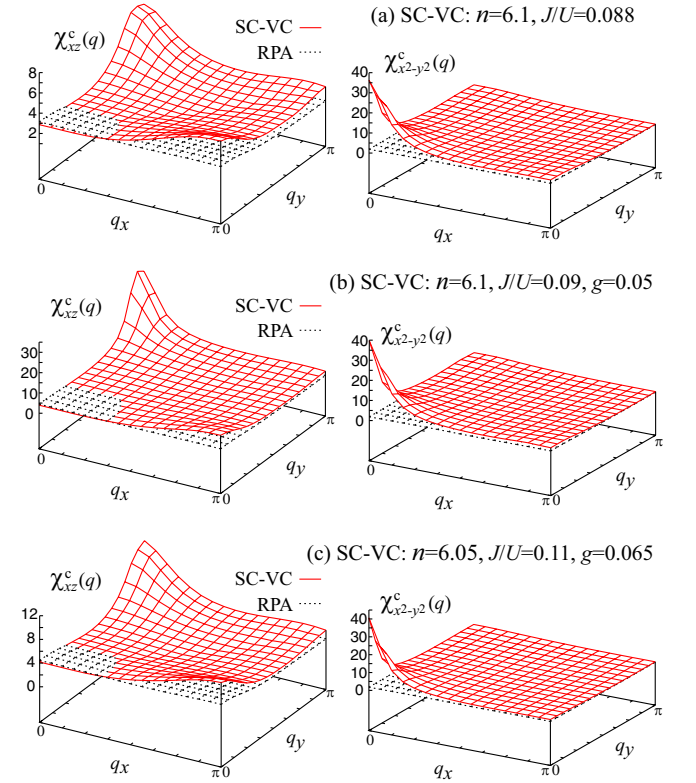 (a) SC-VC: n=6.1, J/U=0.088
χᶜxz(q)
SC-VC
RPA
8
6
4
2
0
qx
π 0
qy
π
χᶜx2-y2(q)
40
35
30
25
20
15
10
5
0
0
qx
π 0
qy
π
(b) SC-VC: n=6.1, J/U=0.09, g=0.05
χᶜxz(q)
SC-VC
RPA
30
20
10
0
0
qx
π 0
qy
π
χᶜx2-y2(q)
40
30
20
10
0
0
qx
π 0
qy
π
(c) SC-VC: n=6.05, J/U=0.11, g=0.065
χᶜxz(q)
SC-VC
RPA
12
8
4
0
0
qx
π 0
qy
π
χᶜx2-y2(q)
40
30
20
10
0
0
qx
π 0
qy
π